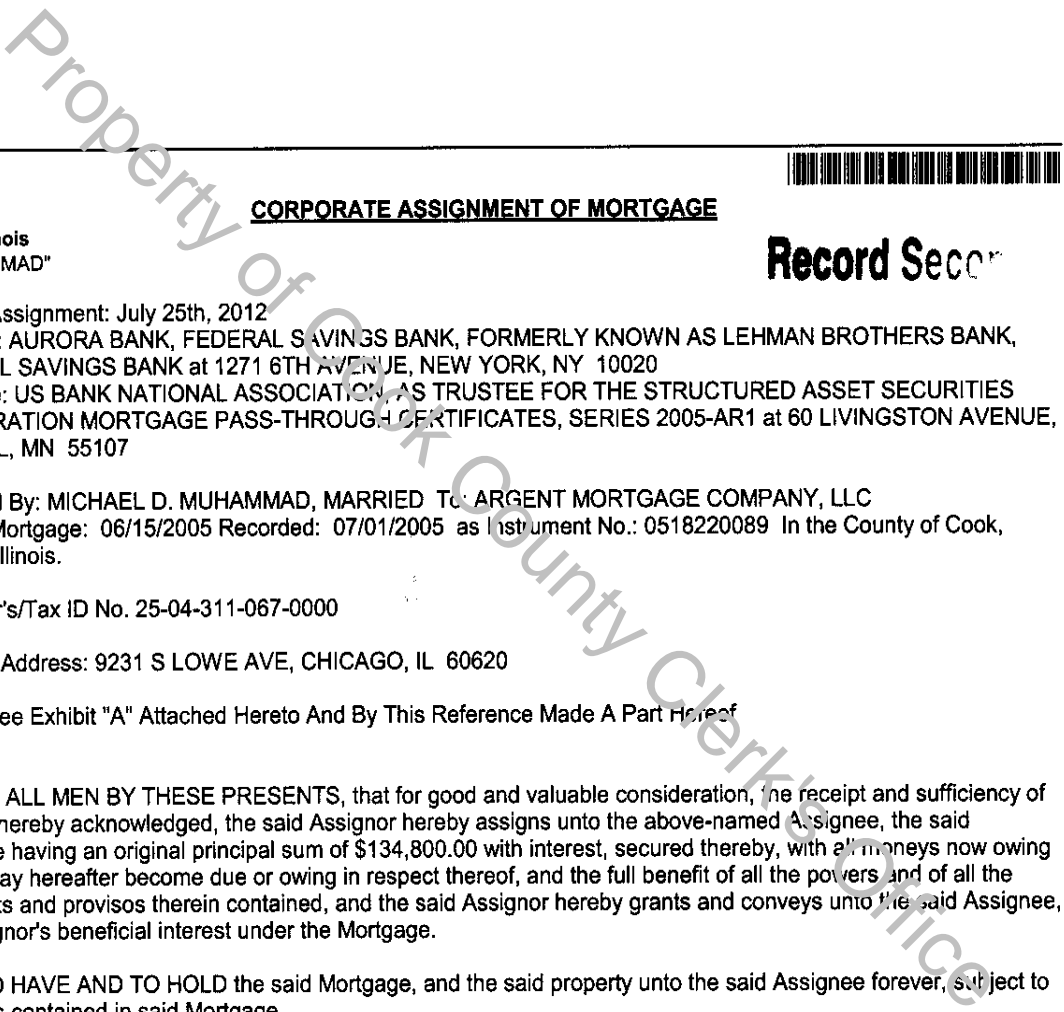 Property of Cook County Clerk's Office
CORPORATE ASSIGNMENT OF MORTGAGE
nois
MAD"
Record Second
Assignment: July 25th, 2012
: AURORA BANK, FEDERAL SAVINGS BANK, FORMERLY KNOWN AS LEHMAN BROTHERS BANK,
L SAVINGS BANK at 1271 6TH AVENUE, NEW YORK, NY 10020
: US BANK NATIONAL ASSOCIATION, AS TRUSTEE FOR THE STRUCTURED ASSET SECURITIES
RATION MORTGAGE PASS-THROUGH CERTIFICATES, SERIES 2005-AR1 at 60 LIVINGSTON AVENUE,
L, MN 55107
By: MICHAEL D. MUHAMMAD, MARRIED To: ARGENT MORTGAGE COMPANY, LLC
Mortgage: 06/15/2005 Recorded: 07/01/2005 as Instrument No.: 0518220089 In the County of Cook,
llinois.
r's/Tax ID No. 25-04-311-067-0000
Address: 9231 S LOWE AVE, CHICAGO, IL 60620
ee Exhibit "A" Attached Hereto And By This Reference Made A Part Hereof
ALL MEN BY THESE PRESENTS, that for good and valuable consideration, the receipt and sufficiency of
hereby acknowledged, the said Assignor hereby assigns unto the above-named Assignee, the said
e having an original principal sum of $134,800.00 with interest, secured thereby, with all moneys now owing
ay hereafter become due or owing in respect thereof, and the full benefit of all the powers and of all the
ts and provisos therein contained, and the said Assignor hereby grants and conveys unto the said Assignee,
gnor's beneficial interest under the Mortgage.
O HAVE AND TO HOLD the said Mortgage, and the said property unto the said Assignee forever, subject to
s contained in said Mortgage.